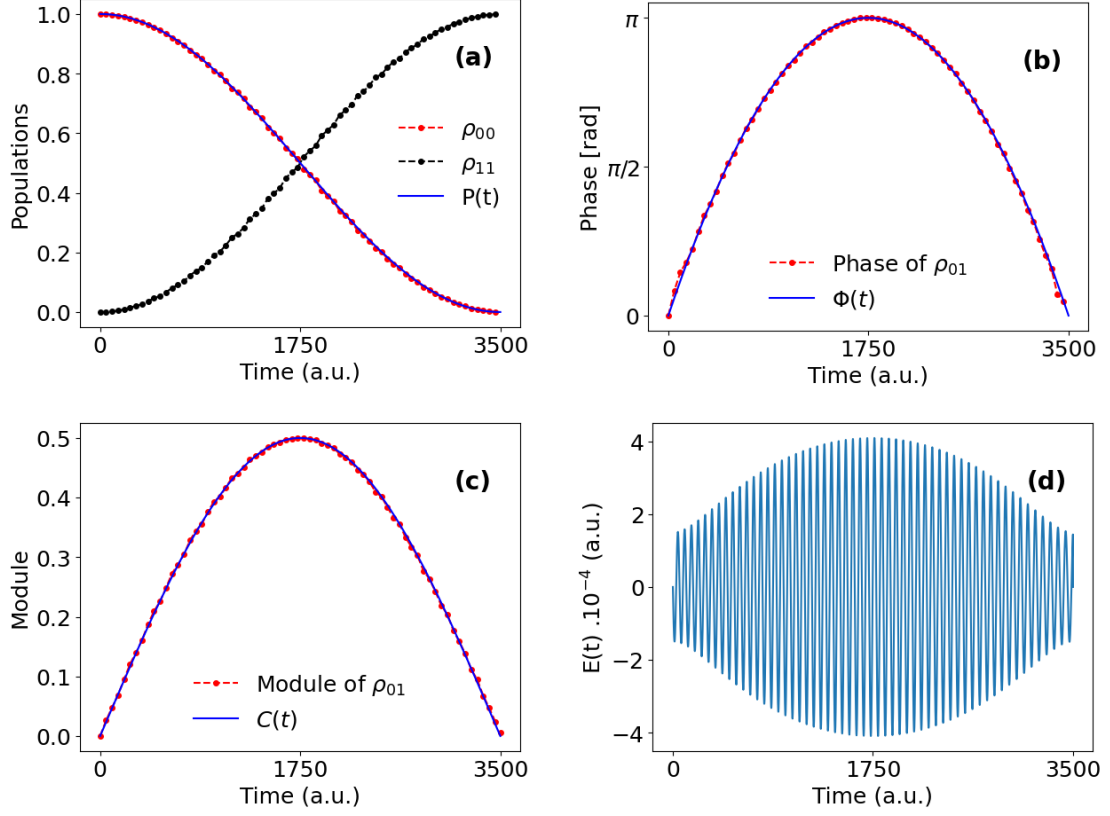 (a)
Populations
1.0
0.8
0.6
0.4
0.2
0.0
ρ00
ρ11
P(t)
0
1750
3500
Time (a.u.)
(b)
Phase [rad]
π
π/2
0
Phase of ρ01
Φ(t)
0
1750
3500
Time (a.u.)
(c)
Module
0.5
0.4
0.3
0.2
0.1
0.0
Module of ρ01
C(t)
0
1750
3500
Time (a.u.)
(d)
E(t) .10⁻⁴ (a.u.)
4
2
0
−2
−4
0
1750
3500
Time (a.u.)